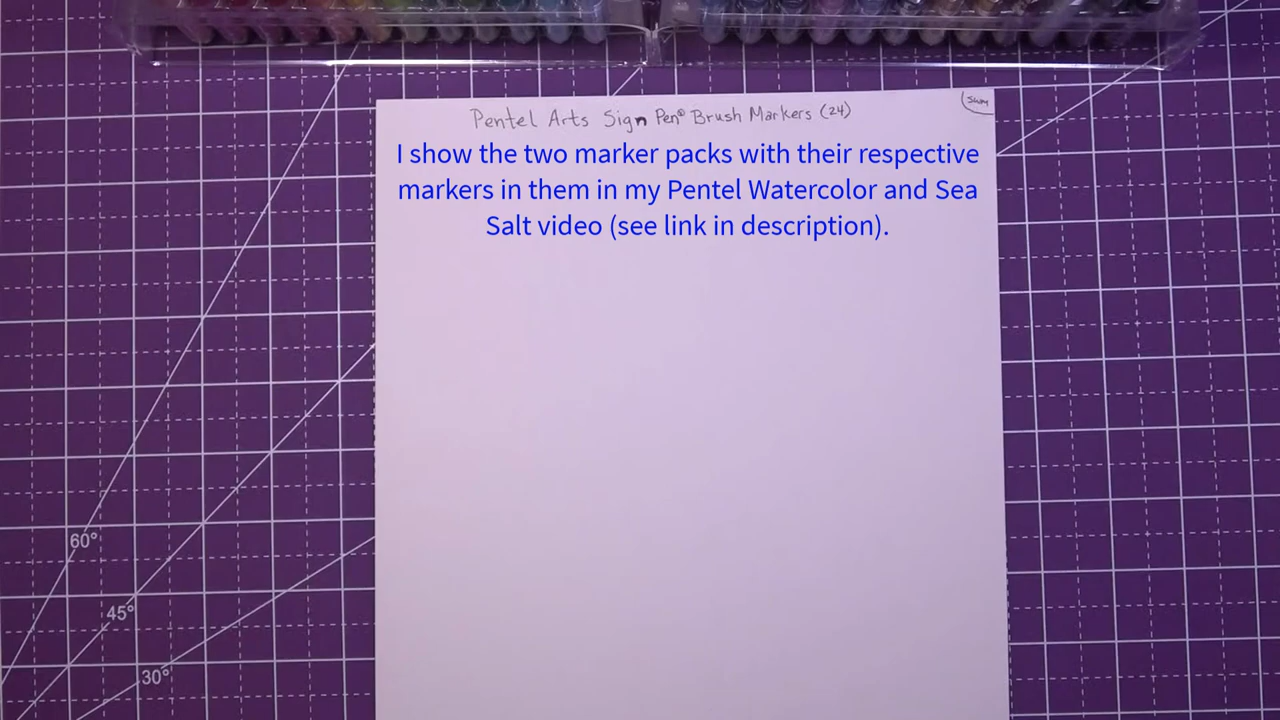 Pentel Arts Sign Pen® Brush Markers (24)
I show the two marker packs with their respective
markers in them in my Pentel Watercolor and Sea
Salt video (see link in description).
60°
45°
30°